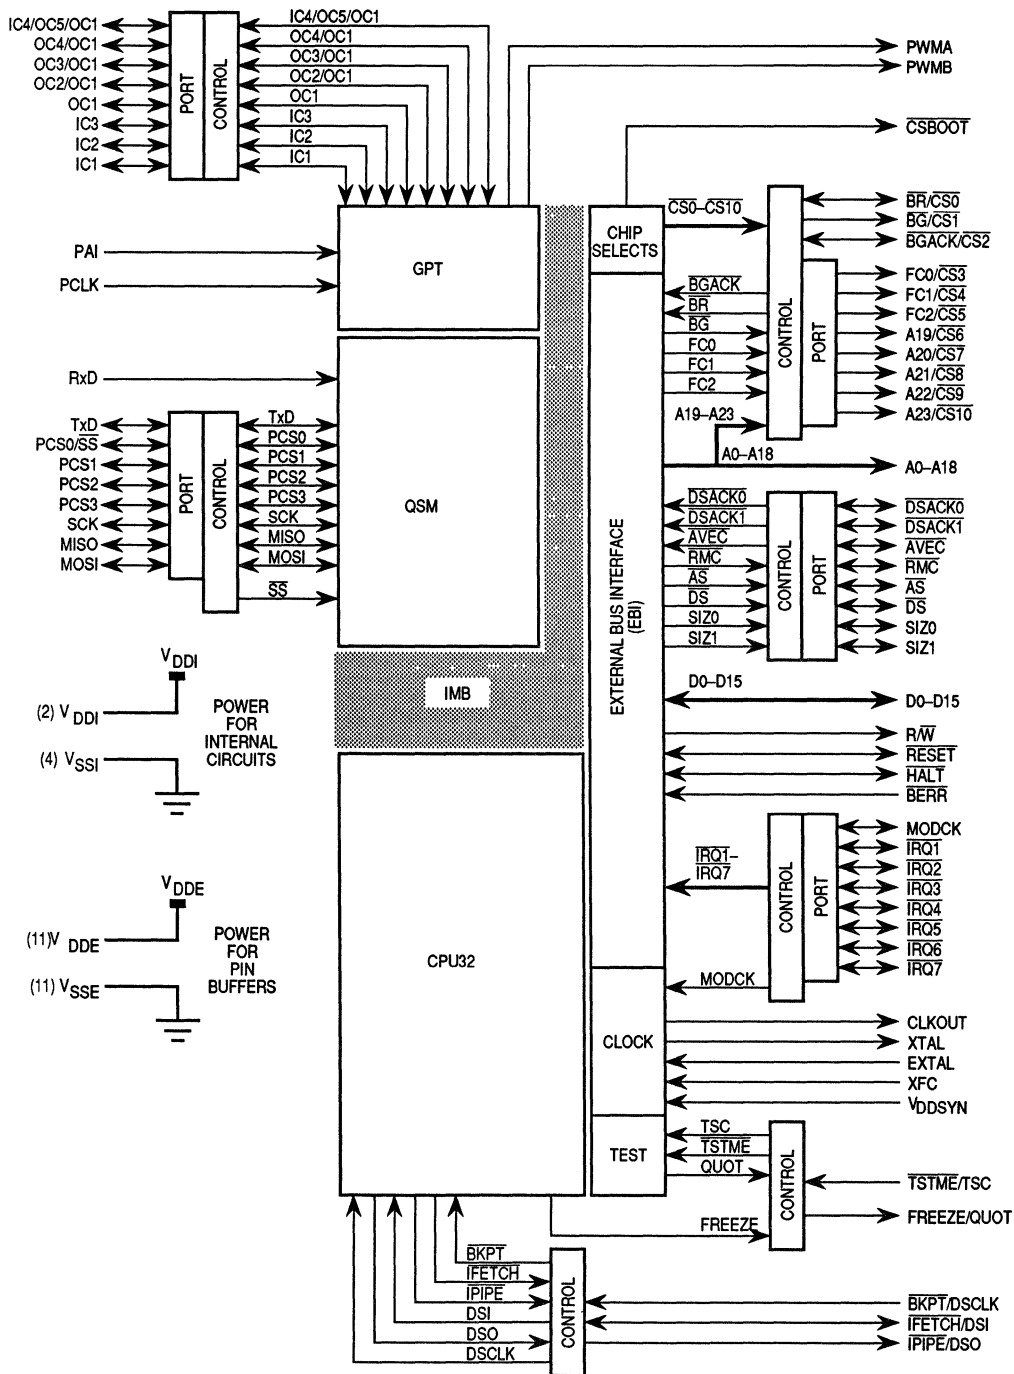 IC4/OC5/OC1
OC4/OC1
OC3/OC1
OC2/OC1
OC1
IC3
IC2
IC1
PORT
CONTROL
IC4/OC5/OC1
OC4/OC1
OC3/OC1
OC2/OC1
OC1
IC3
IC2
IC1
PWMA
PWMB
CSBOOT
PAI
PCLK
GPT
CHIP
SELECTS
CS0–CS10
BGACK
BR
BG
FC0
FC1
FC2
A19–A23
A0–A18
CONTROL
PORT
BR/CS0
BG/CS1
BGACK/CS2
FC0/CS3
FC1/CS4
FC2/CS5
A19/CS6
A20/CS7
A21/CS8
A22/CS9
A23/CS10
A0–A18
RxD
TxD
PCS0/SS
PCS1
PCS2
PCS3
SCK
MISO
MOSI
PORT
CONTROL
TxD
PCS0
PCS1
PCS2
PCS3
SCK
MISO
MOSI
SS
QSM
EXTERNAL BUS INTERFACE
(EBI)
DSACK0
DSACK1
AVEC
RMC
AS
DS
SIZ0
SIZ1
CONTROL
PORT
DSACK0
DSACK1
AVEC
RMC
AS
DS
SIZ0
SIZ1
IMB
D0–D15
D0–D15
R/W
RESET
HALT
BERR
VDDI
(2) VDDI
(4) VSSI
POWER
FOR
INTERNAL
CIRCUITS
VDDE
(11)V DDE
(11) VSSE
POWER
FOR
PIN
BUFFERS
CPU32
IRQ1–
IRQ7
MODCK
CONTROL
PORT
MODCK
IRQ1
IRQ2
IRQ3
IRQ4
IRQ5
IRQ6
IRQ7
CLOCK
CLKOUT
XTAL
EXTAL
XFC
VDDSYN
TEST
TSC
TSTME
QUOT
FREEZE
CONTROL
TSTME/TSC
FREEZE/QUOT
BKPT
IFETCH
IPIPE
DSI
DSO
DSCLK
CONTROL
BKPT/DSCLK
IFETCH/DSI
IPIPE/DSO